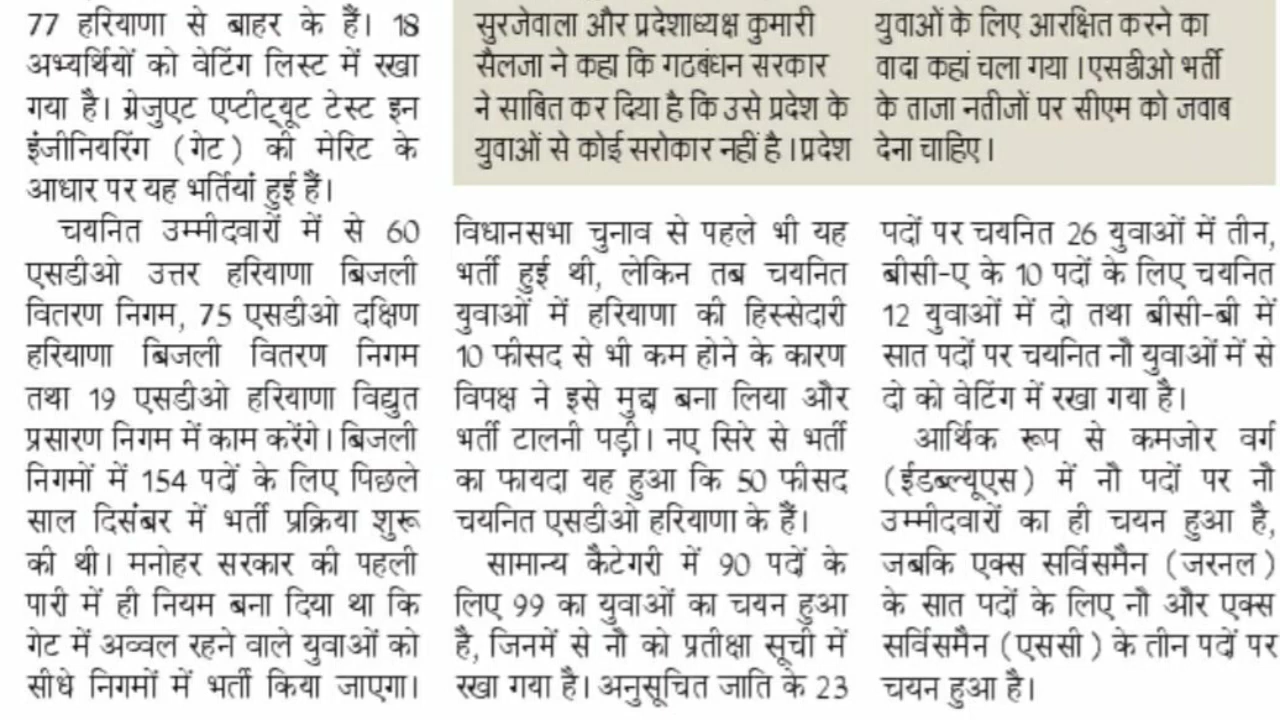 77 हरियाणा से बाहर के हैं। 18
अभ्यर्थियों को वेटिंग लिस्ट में रखा
गया है। ग्रेजुएट एप्टीट्यूट टेस्ट इन
इंजीनियरिंग (गेट) की मेरिट के
आधार पर यह भर्तियां हुई हैं।
चयनित उम्मीदवारों में से 60
एसडीओ उत्तर हरियाणा बिजली
वितरण निगम, 75 एसडीओ दक्षिण
हरियाणा बिजली वितरण निगम
तथा 19 एसडीओ हरियाणा विद्युत
प्रसारण निगम में काम करेंगे। बिजली
निगमों में 154 पदों के लिए पिछले
साल दिसंबर में भर्ती प्रक्रिया शुरू
की थी। मनोहर सरकार की पहली
पारी में ही नियम बना दिया था कि
गेट में अव्वल रहने वाले युवाओं को
सीधे निगमों में भर्ती किया जाएगा।
सुरजेवाला और प्रदेशाध्यक्ष कुमारी
सैलजा ने कहा कि गठबंधन सरकार
ने साबित कर दिया है कि उसे प्रदेश के
युवाओं से कोई सरोकार नहीं है। प्रदेश
युवाओं के लिए आरक्षित करने का
वादा कहां चला गया। एसडीओ भर्ती
के ताजा नतीजों पर सीएम को जवाब
देना चाहिए।
विधानसभा चुनाव से पहले भी यह
भर्ती हुई थी, लेकिन तब चयनित
युवाओं में हरियाणा की हिस्सेदारी
10 फीसद से भी कम होने के कारण
विपक्ष ने इसे मुद्दा बना लिया और
भर्ती टालनी पड़ी। नए सिरे से भर्ती
का फायदा यह हुआ कि 50 फीसद
चयनित एसडीओ हरियाणा के हैं।
सामान्य कैटेगरी में 90 पदों के
लिए 99 का युवाओं का चयन हुआ
है, जिनमें से नौ को प्रतीक्षा सूची में
रखा गया है। अनुसूचित जाति के 23
पदों पर चयनित 26 युवाओं में तीन,
बीसी-ए के 10 पदों के लिए चयनित
12 युवाओं में दो तथा बीसी-बी में
सात पदों पर चयनित नौ युवाओं में से
दो को वेटिंग में रखा गया है।
आर्थिक रूप से कमजोर वर्ग
(ईडब्ल्यूएस) में नौ पदों पर नौ
उम्मीदवारों का ही चयन हुआ है,
जबकि एक्स सर्विसमैन (जरनल)
के सात पदों के लिए नौ और एक्स
सर्विसमैन (एससी) के तीन पदों पर
चयन हुआ है।